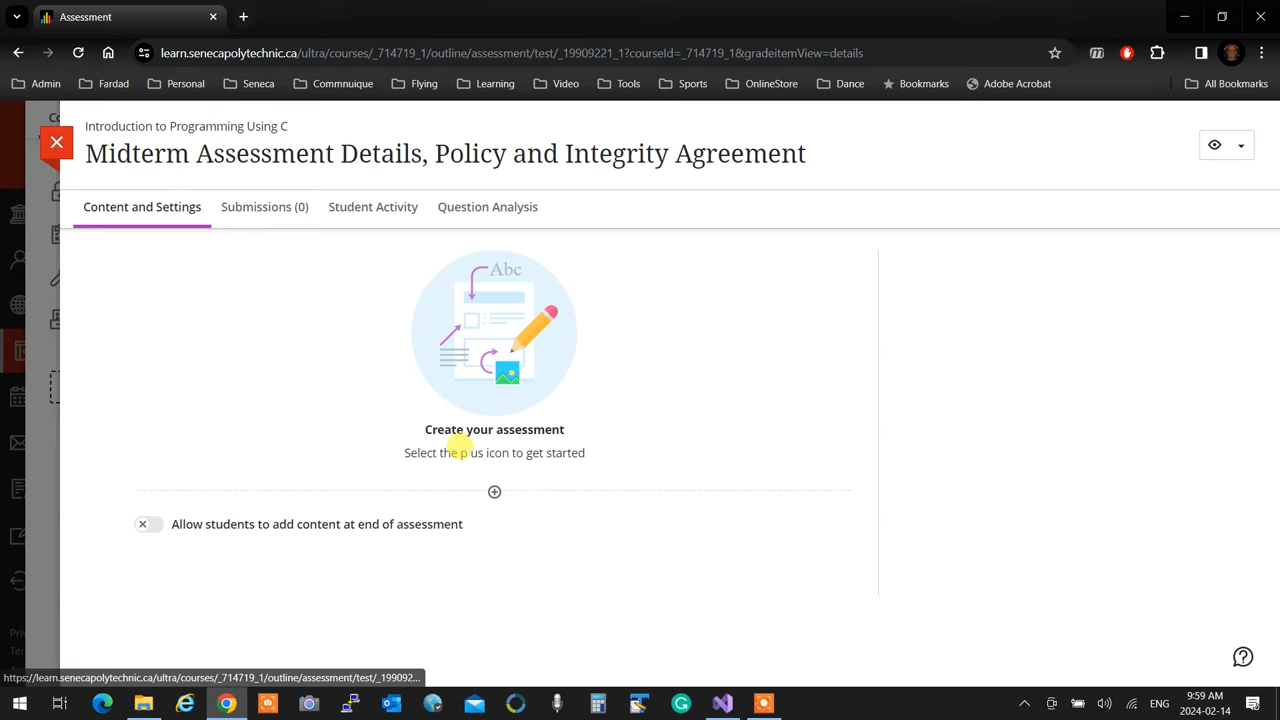 Assessment
learn.senecapolytechnic.ca/ultra/courses/_714719_1/outline/assessment/test/_19909221_1?courseId=_714719_1&gradeitemView=details
Admin Fardad Personal Seneca Commnuique Flying Learning Video Tools Sports OnlineStore Dance Bookmarks Adobe Acrobat All Bookmarks
Introduction to Programming Using C
Midterm Assessment Details, Policy and Integrity Agreement
Content and Settings Submissions (0) Student Activity Question Analysis
Abc
Create your assessment
Select the plus icon to get started
Allow students to add content at end of assessment
https://learn.senecapolytechnic.ca/ultra/courses/_714719_1/outline/assessment/test/_199092...
ENG
9:59 AM
2024-02-14